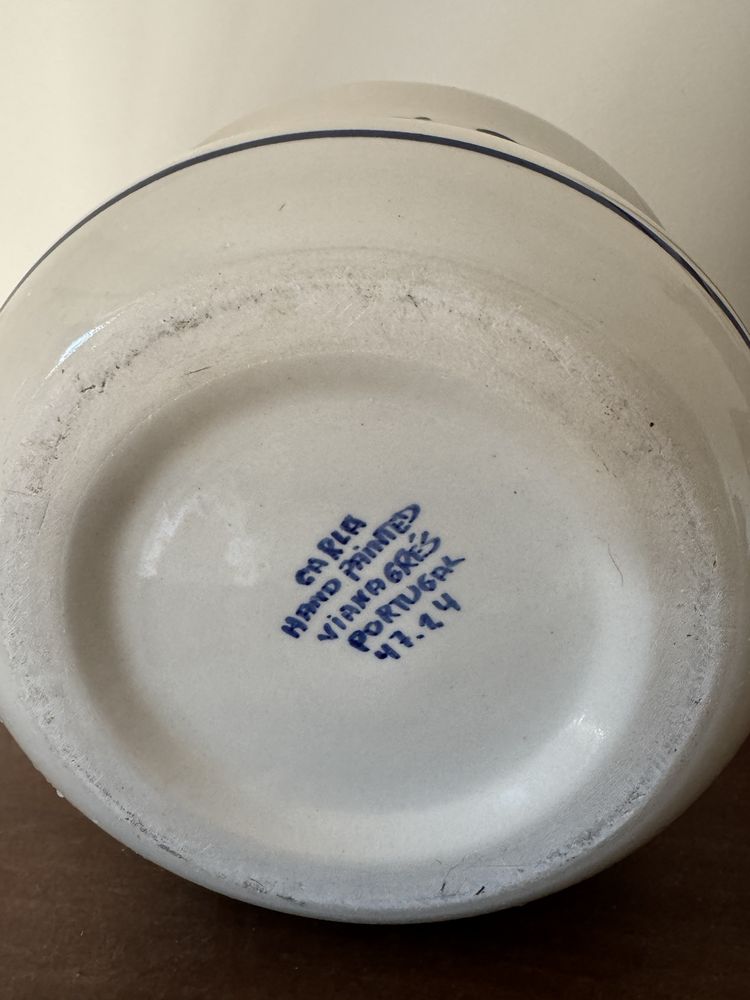 CARLA
HAND PAINTED
VIANAGRÉS
PORTUGAL
47.14